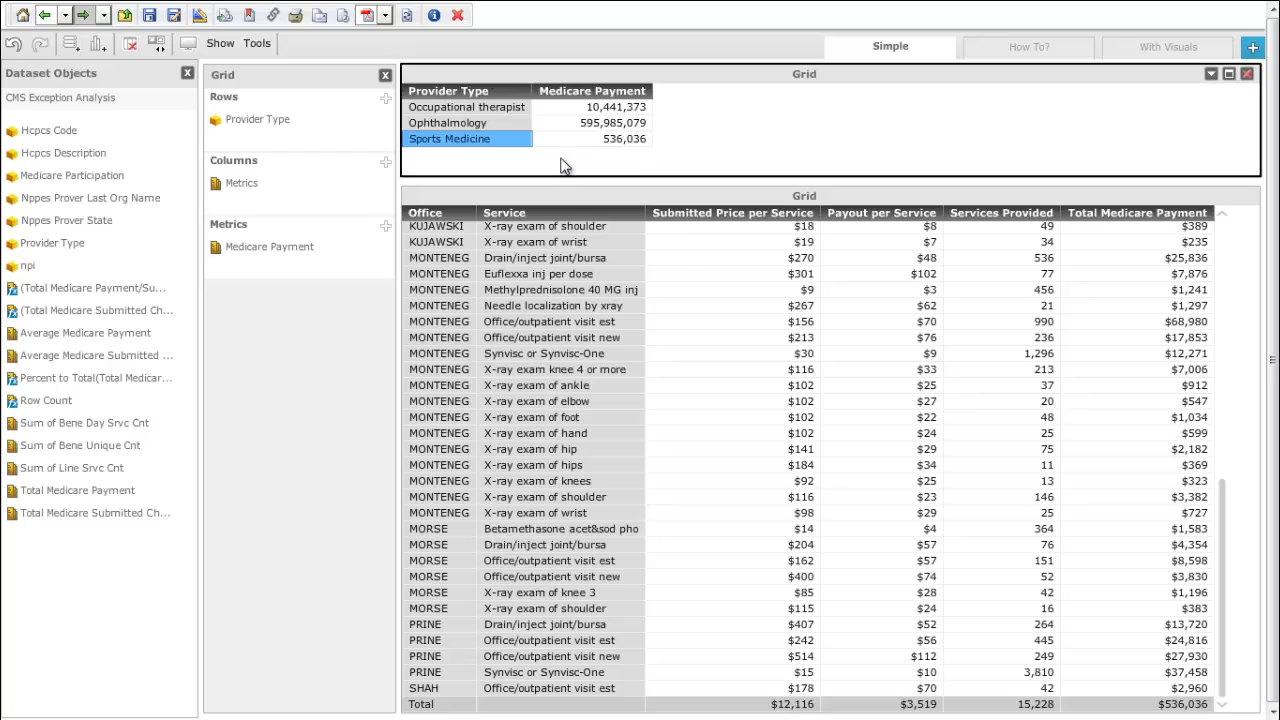 Show Tools
Simple
How To?
With Visuals
Dataset Objects
CMS Exception Analysis
Hcpcs Code
Hcpcs Description
Medicare Participation
Nppes Prover Last Org Name
Nppes Prover State
Provider Type
npi
(Total Medicare Payment/Su...
(Total Medicare Submitted Ch...
Average Medicare Payment
Average Medicare Submitted ...
Percent to Total(Total Medicar...
Row Count
Sum of Bene Day Srvc Cnt
Sum of Bene Unique Cnt
Sum of Line Srvc Cnt
Total Medicare Payment
Total Medicare Submitted Ch...
Grid
Rows
Provider Type
Columns
Metrics
Metrics
Medicare Payment
Grid
Provider Type Medicare Payment
Occupational therapist 10,441,373
Ophthalmology 595,985,079
Sports Medicine 536,036
Grid
Office Service Submitted Price per Service Payout per Service Services Provided Total Medicare Payment
KUJAWSKI X-ray exam of shoulder $18 $8 49 $389
KUJAWSKI X-ray exam of wrist $19 $7 34 $235
MONTENEG Drain/inject joint/bursa $270 $48 536 $25,836
MONTENEG Euflexxa inj per dose $301 $102 77 $7,876
MONTENEG Methylprednisolone 40 MG inj $9 $3 456 $1,241
MONTENEG Needle localization by xray $267 $62 21 $1,297
MONTENEG Office/outpatient visit est $156 $70 990 $68,980
MONTENEG Office/outpatient visit new $213 $76 236 $17,853
MONTENEG Synvisc or Synvisc-One $30 $9 1,296 $12,271
MONTENEG X-ray exam knee 4 or more $116 $33 213 $7,006
MONTENEG X-ray exam of ankle $102 $25 37 $912
MONTENEG X-ray exam of elbow $102 $27 20 $547
MONTENEG X-ray exam of foot $102 $22 48 $1,034
MONTENEG X-ray exam of hand $102 $24 25 $599
MONTENEG X-ray exam of hip $141 $29 75 $2,182
MONTENEG X-ray exam of hips $184 $34 11 $369
MONTENEG X-ray exam of knees $92 $25 13 $323
MONTENEG X-ray exam of shoulder $116 $23 146 $3,382
MONTENEG X-ray exam of wrist $98 $29 25 $727
MORSE Betamethasone acet&sod pho $14 $4 364 $1,583
MORSE Drain/inject joint/bursa $204 $57 76 $4,354
MORSE Office/outpatient visit est $162 $57 151 $8,598
MORSE Office/outpatient visit new $400 $74 52 $3,830
MORSE X-ray exam of knee 3 $85 $28 42 $1,196
MORSE X-ray exam of shoulder $115 $24 16 $383
PRINE Drain/inject joint/bursa $407 $52 264 $13,720
PRINE Office/outpatient visit est $242 $56 445 $24,816
PRINE Office/outpatient visit new $514 $112 249 $27,930
PRINE Synvisc or Synvisc-One $15 $10 3,810 $37,458
SHAH Office/outpatient visit est $178 $70 42 $2,960
Total $12,116 $3,519 15,228 $536,036